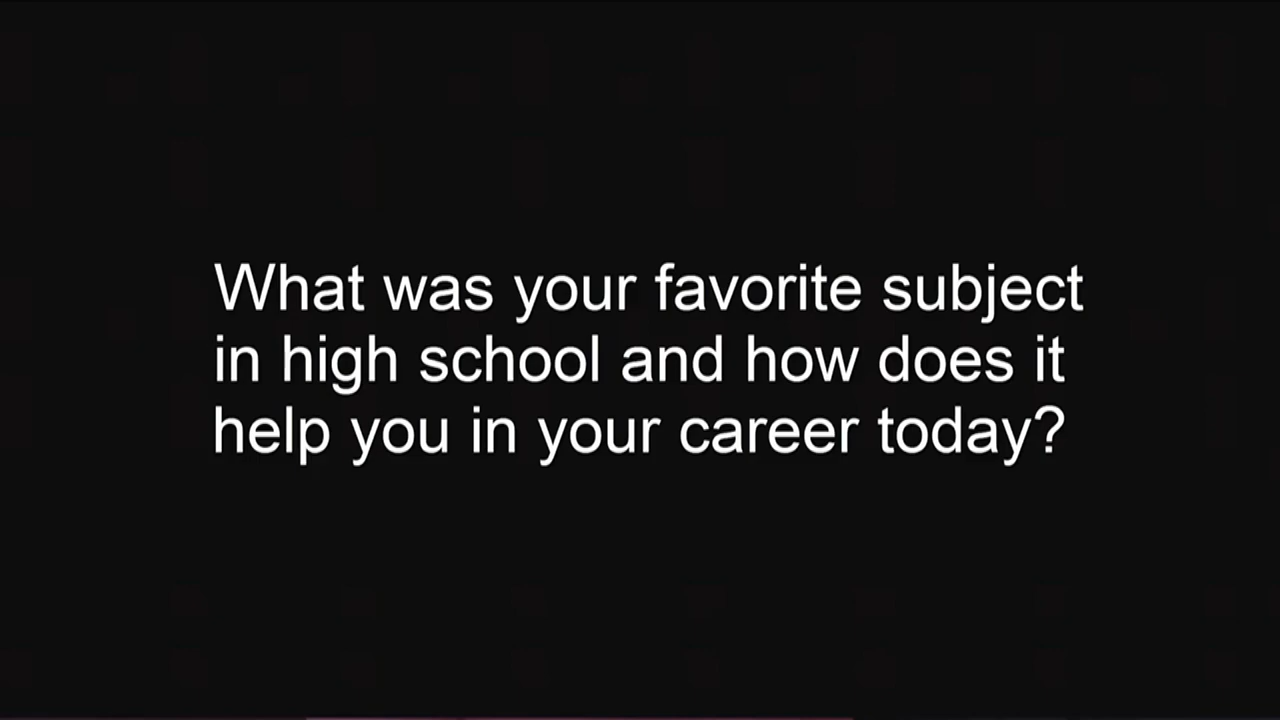 What was your favorite subject
in high school and how does it
help you in your career today?